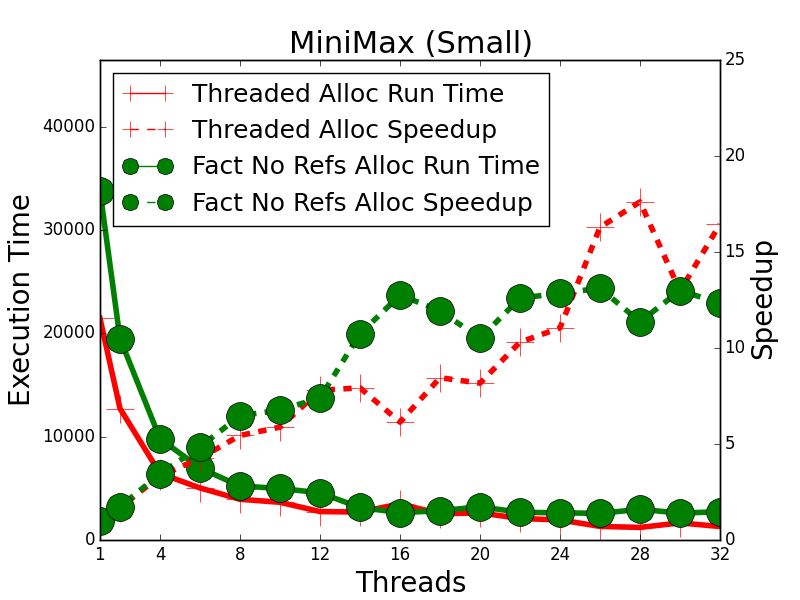 MiniMax (Small)
Threaded Alloc Run Time
Threaded Alloc Speedup
Fact No Refs Alloc Run Time
Fact No Refs Alloc Speedup
Execution Time
40000
30000
20000
10000
0
Speedup
25
20
15
10
5
0
1 4 8 12 16 20 24 28 32
Threads